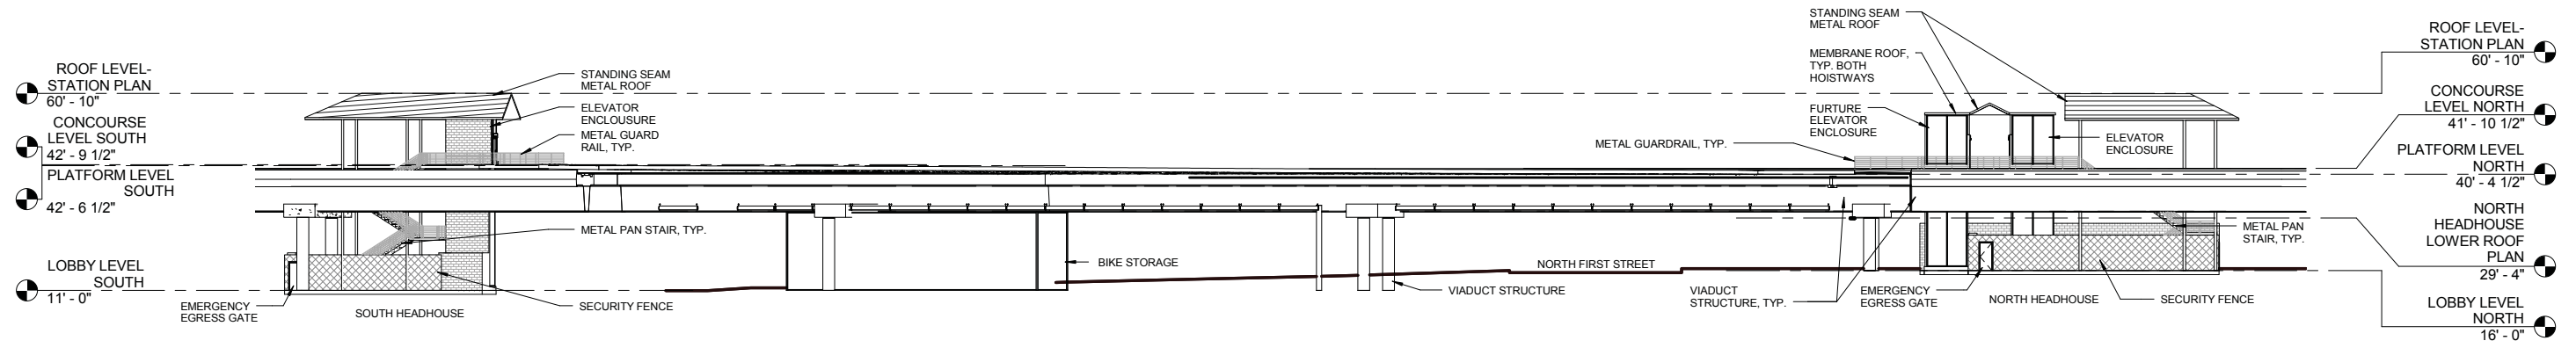 ROOF LEVEL-
STATION PLAN
60' - 10"
CONCOURSE
LEVEL SOUTH
42' - 9 1/2"
PLATFORM LEVEL
SOUTH
42' - 6 1/2"
LOBBY LEVEL
SOUTH
11' - 0"
EMERGENCY
EGRESS GATE
SOUTH HEADHOUSE
STANDING SEAM
METAL ROOF
ELEVATOR
ENCLOUSURE
METAL GUARD
RAIL, TYP.
METAL PAN STAIR, TYP.
SECURITY FENCE
BIKE STORAGE
NORTH FIRST STREET
VIADUCT STRUCTURE
METAL GUARDRAIL, TYP.
STANDING SEAM
METAL ROOF
MEMBRANE ROOF,
TYP. BOTH
HOISTWAYS
FURTURE
ELEVATOR
ENCLOSURE
ELEVATOR
ENCLOSURE
VIADUCT
STRUCTURE, TYP.
EMERGENCY
EGRESS GATE
NORTH HEADHOUSE
SECURITY FENCE
METAL PAN
STAIR, TYP.
ROOF LEVEL-
STATION PLAN
60' - 10"
CONCOURSE
LEVEL NORTH
41' - 10 1/2"
PLATFORM LEVEL
NORTH
40' - 4 1/2"
NORTH
HEADHOUSE
LOWER ROOF
PLAN
29' - 4"
LOBBY LEVEL
NORTH
16' - 0"